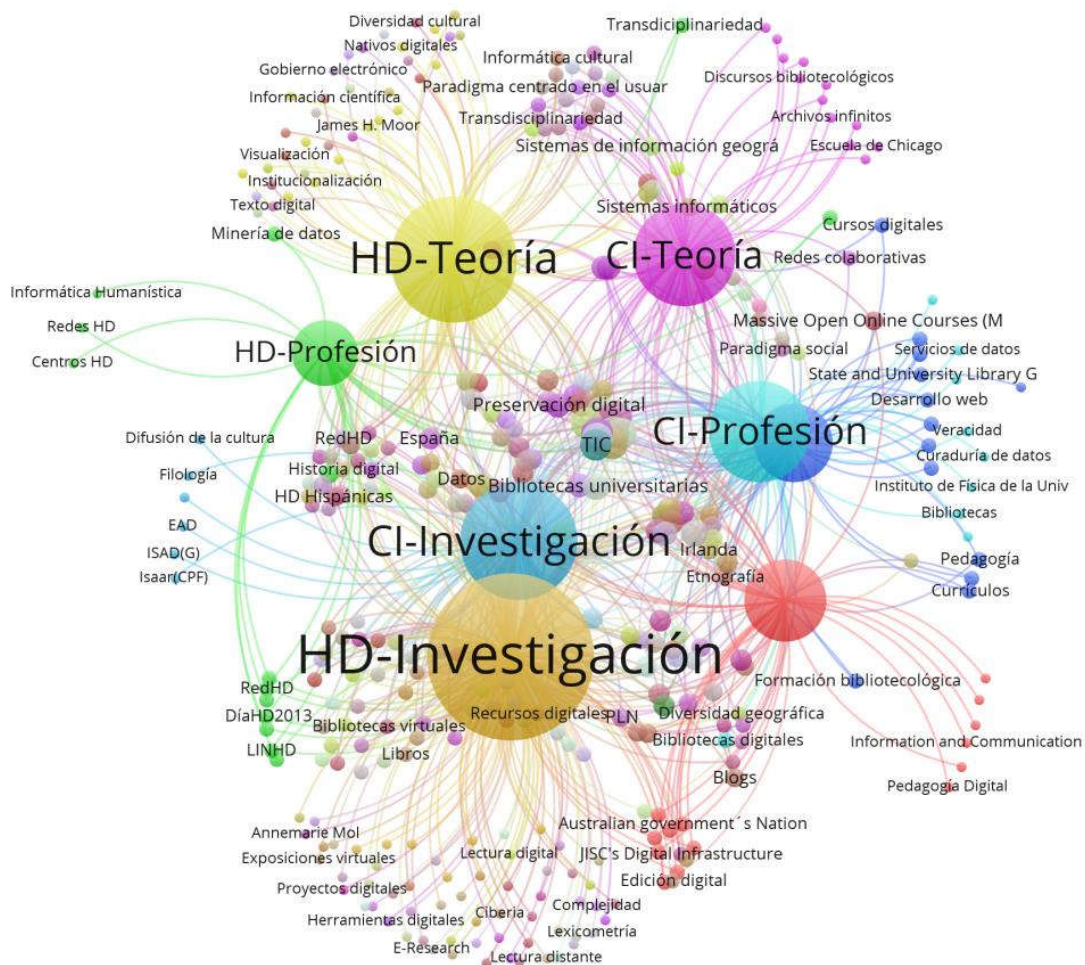 Diversidad cultural
Transdiciplinariedad
Nativos digitales
Informática cultural
Gobierno electrónico
Discursos bibliotecológicos
Paradigma centrado en el usuar
Información científica
Archivos infinitos
James H. Moor
Transdisciplinariedad
Escuela de Chicago
Sistemas de información geográ
Visualización
Institucionalización
Texto digital
Sistemas informáticos
Cursos digitales
Minería de datos
HD-Teoría
CI-Teoría
Redes colaborativas
Informática Humanística
Massive Open Online Courses (M
Redes HD
HD-Profesión
Paradigma social
Servicios de datos
Centros HD
State and University Library G
Desarrollo web
Preservación digital
CI-Profesión
Veracidad
Difusión de la cultura
RedHD
España
TIC
Curaduría de datos
Filología
Historia digital
Datos
Bibliotecas universitarias
Instituto de Física de la Univ
HD Hispánicas
Bibliotecas
EAD
CI-Investigación
Irlanda
ISAD(G)
Pedagogía
Isaar(CPF)
Etnografía
Currículos
HD-Investigación
Formación bibliotecológica
RedHD
DíaHD2013
Recursos digitales
PLN
Diversidad geográfica
Bibliotecas virtuales
Bibliotecas digitales
Information and Communication
LINHD
Libros
Blogs
Pedagogía Digital
Australian government´s Nation
Annemarie Mol
Lectura digital
JISC's Digital Infrastructure
Exposiciones virtuales
Edición digital
Proyectos digitales
Complejidad
Ciberia
Herramientas digitales
Lexicometría
E-Research
Lectura distante